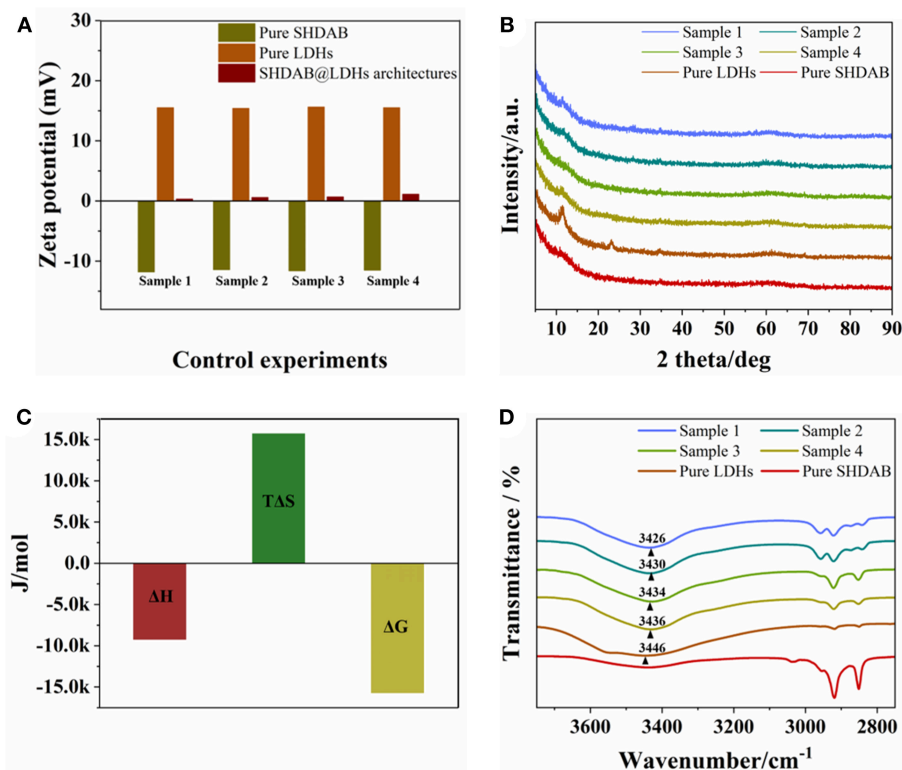 A
30
20
10
0
-10
Zeta potential (mV)
Pure SHDAB
Pure LDHs
SHDAB@LDHs architectures
Sample 1 Sample 2 Sample 3 Sample 4
Control experiments
B
Intensity/a.u.
Sample 1 Sample 2
Sample 3 Sample 4
Pure LDHs Pure SHDAB
10 20 30 40 50 60 70 80 90
2 theta/deg
C
15.0k
10.0k
5.0k
0.0
-5.0k
-10.0k
-15.0k
J/mol
TΔS
ΔH
ΔG
D
Transmittance / %
Sample 1 Sample 2
Sample 3 Sample 4
Pure LDHs Pure SHDAB
3426
3430
3434
3436
3446
3600 3300 3000 2750
Wavenumber/cm-1